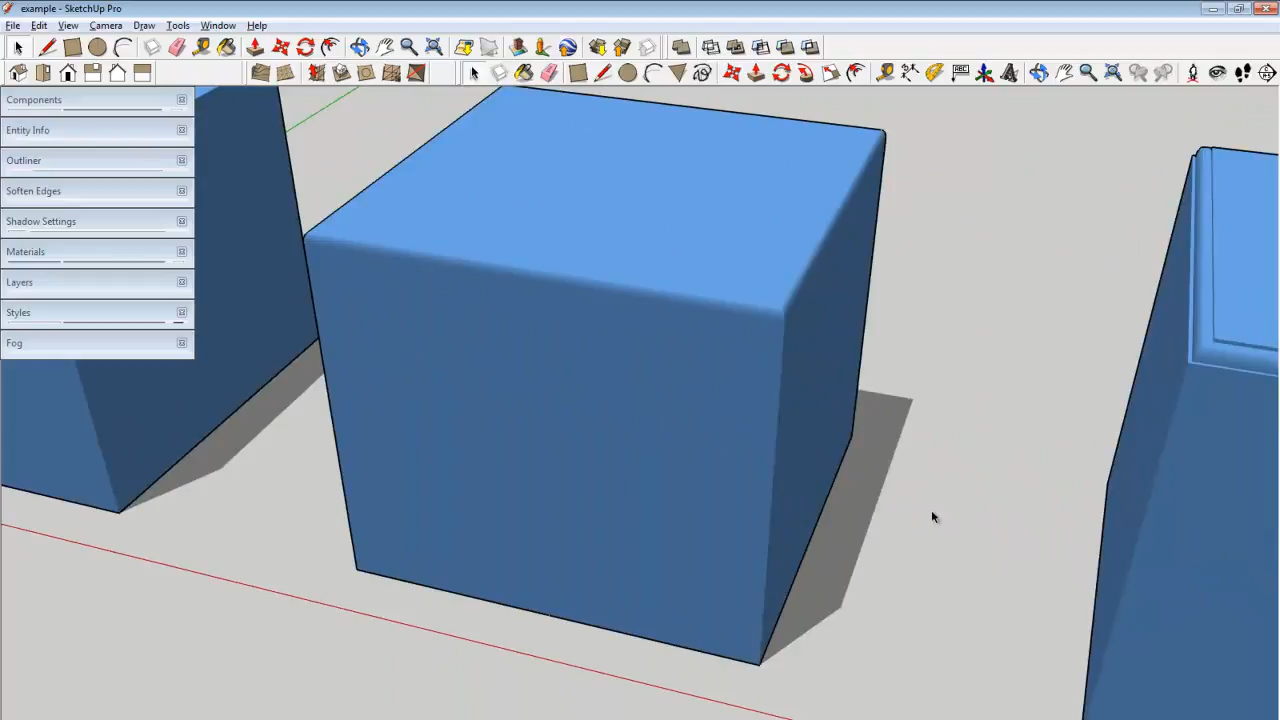 example - SketchUp Pro
File Edit View Camera Draw Tools Window Help
Components
Entity Info
Outliner
Soften Edges
Shadow Settings
Materials
Layers
Styles
Fog